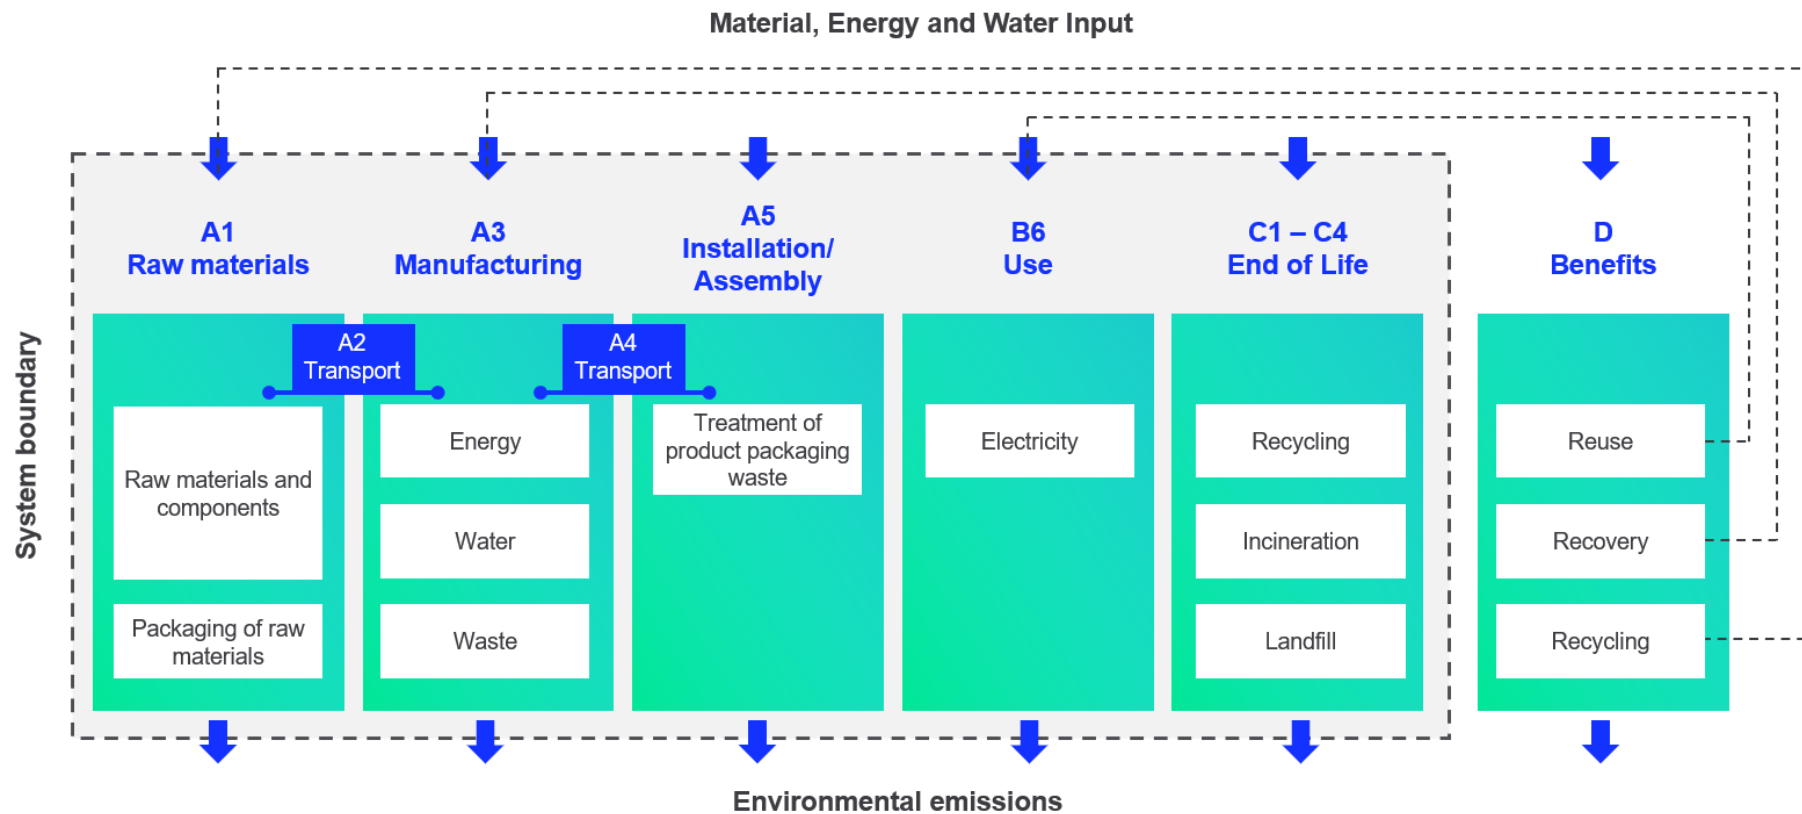 Material, Energy and Water Input
System boundary
A1
Raw materials
A3
Manufacturing
A5
Installation/
Assembly
B6
Use
C1 – C4
End of Life
D
Benefits
A2
Transport
A4
Transport
Raw materials and
components
Packaging of raw
materials
Energy
Water
Waste
Treatment of
product packaging
waste
Electricity
Recycling
Incineration
Landfill
Reuse
Recovery
Recycling
Environmental emissions